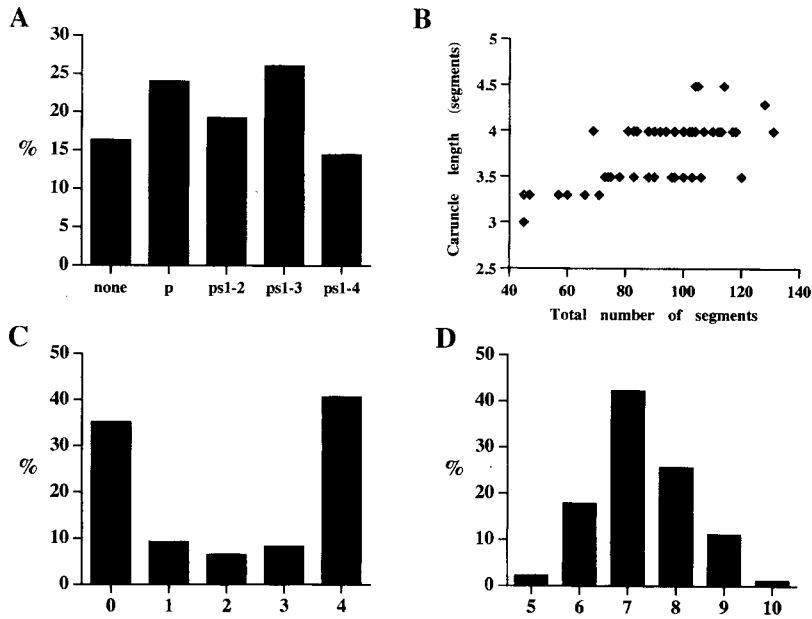 A
30
25
20
15
10
5
0
%
none p ps1-2 ps1-3 ps1-4
B
5
4.5
4
3.5
3
2.5
Caruncle length (segments)
40 60 80 100 120 140
Total number of segments
C
50
40
30
20
10
0
%
0 1 2 3 4
D
50
40
30
20
10
0
%
5 6 7 8 9 10